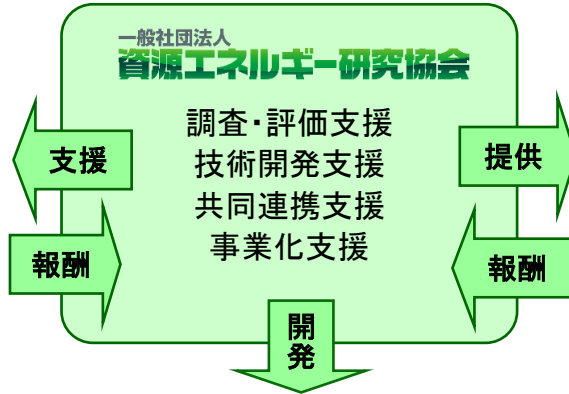 一般社団法人
資源エネルギー研究協会
調査・評価支援
技術開発支援
共同連携支援
事業化支援
支援
提供
報酬
報酬
開発